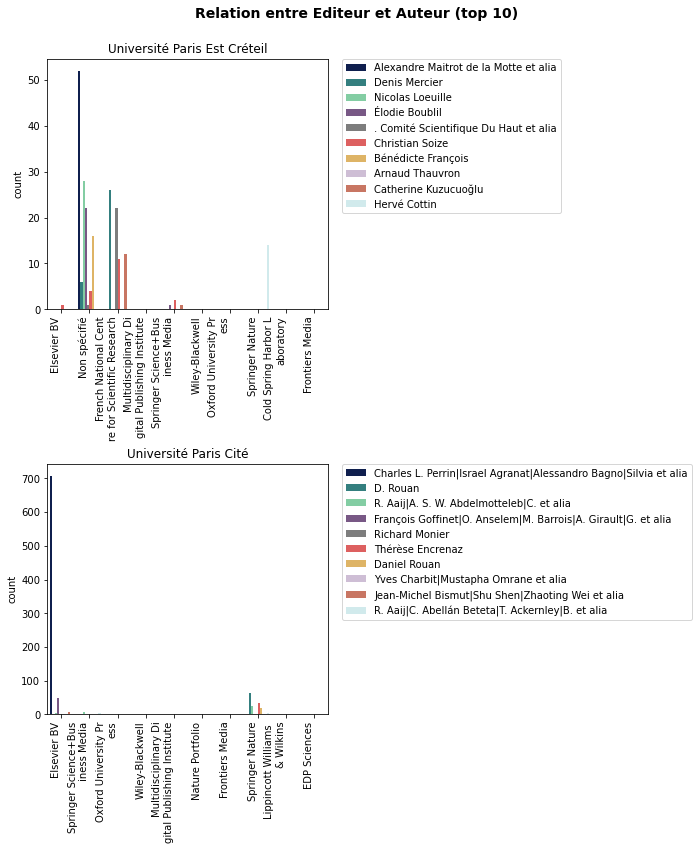 Relation entre Editeur et Auteur (top 10)
Université Paris Est Créteil
count
50
40
30
20
10
0
Elsevier BV
Non spécifié
French National Cent
re for Scientific Research
Multidisciplinary Di
gital Publishing Institute
Springer Science+Bus
iness Media
Wiley-Blackwell
Oxford University Pr
ess
Springer Nature
Cold Spring Harbor L
aboratory
Frontiers Media
Alexandre Maitrot de la Motte et alia
Denis Mercier
Nicolas Loeuille
Élodie Boublil
. Comité Scientifique Du Haut et alia
Christian Soize
Bénédicte François
Arnaud Thauvron
Catherine Kuzucuoğlu
Hervé Cottin
Université Paris Cité
count
700
600
500
400
300
200
100
0
Elsevier BV
Springer Science+Bus
iness Media
Oxford University Pr
ess
Wiley-Blackwell
Multidisciplinary Di
gital Publishing Institute
Nature Portfolio
Frontiers Media
Springer Nature
Lippincott Williams
& Wilkins
EDP Sciences
Charles L. Perrin|Israel Agranat|Alessandro Bagno|Silvia et alia
D. Rouan
R. Aaij|A. S. W. Abdelmotteleb|C. et alia
François Goffinet|O. Anselem|M. Barrois|A. Girault|G. et alia
Richard Monier
Thérèse Encrenaz
Daniel Rouan
Yves Charbit|Mustapha Omrane et alia
Jean-Michel Bismut|Shu Shen|Zhaoting Wei et alia
R. Aaij|C. Abellán Beteta|T. Ackernley|B. et alia